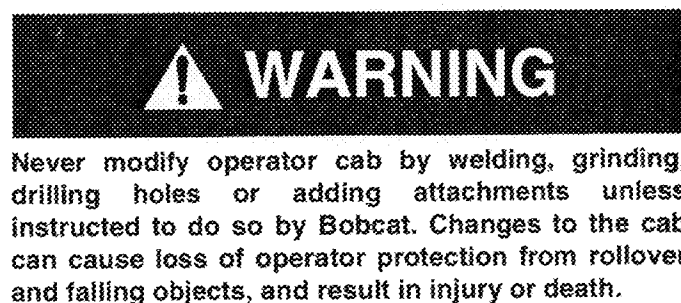 WARNING
Never modify operator cab by welding, grinding,
drilling holes or adding attachments unless
instructed to do so by Bobcat. Changes to the cab
can cause loss of operator protection from rollover
and falling objects, and result in injury or death.